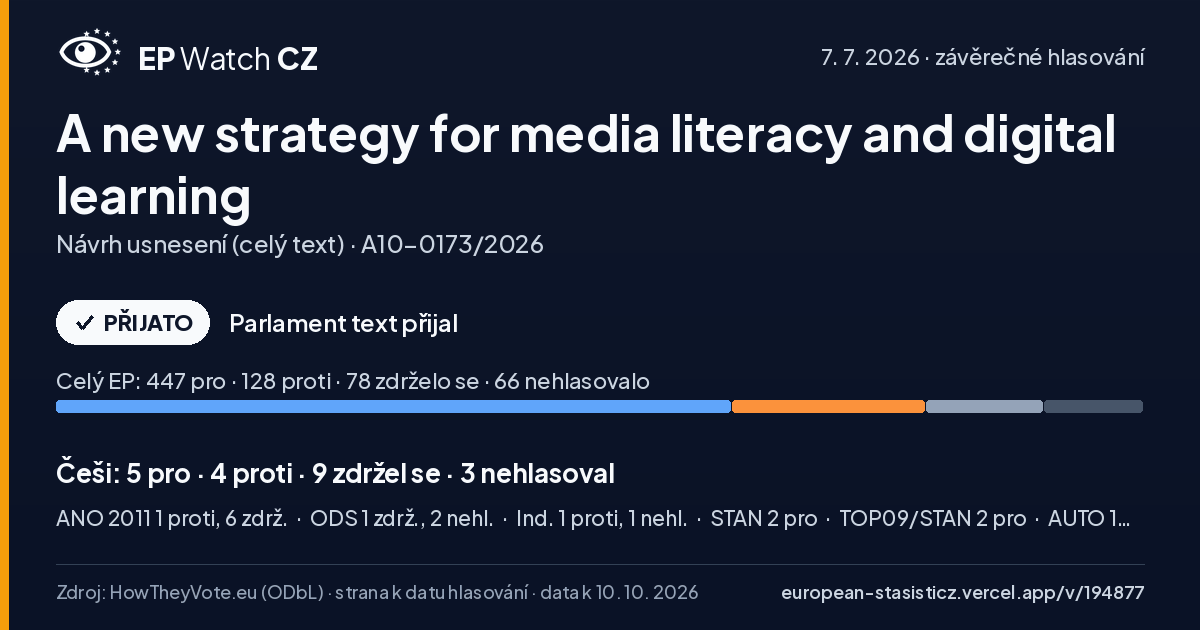 EP Watch CZ
7. 7. 2026 · závěrečné hlasování
A new strategy for media literacy and digital
learning
Návrh usnesení (celý text) · A10–0173/2026
✓ PŘIJATO
Parlament text přijal
Celý EP: 447 pro · 128 proti · 78 zdrželo se · 66 nehlasovalo
Češi: 5 pro · 4 proti · 9 zdržel se · 3 nehlasoval
ANO 2011 1 proti, 6 zdrž. · ODS 1 zdrž., 2 nehl. · Ind. 1 proti, 1 nehl. · STAN 2 pro · TOP09/STAN 2 pro · AUTO 1…
Zdroj: HowTheyVote.eu (ODbL) · strana k datu hlasování · data k 10. 10. 2026
european-stasisticz.vercel.app/v/194877